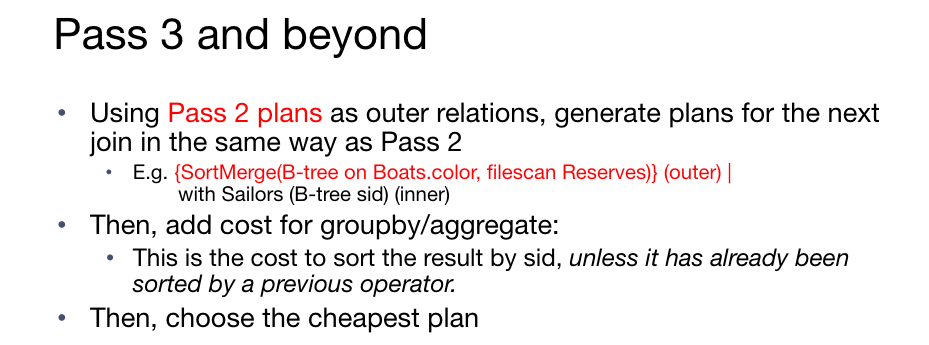 Pass 3 and beyond
• Using Pass 2 plans as outer relations, generate plans for the next
join in the same way as Pass 2
• E.g. {SortMerge(B-tree on Boats.color, filescan Reserves)} (outer) |
with Sailors (B-tree sid) (inner)
• Then, add cost for groupby/aggregate:
• This is the cost to sort the result by sid, unless it has already been
sorted by a previous operator.
• Then, choose the cheapest plan